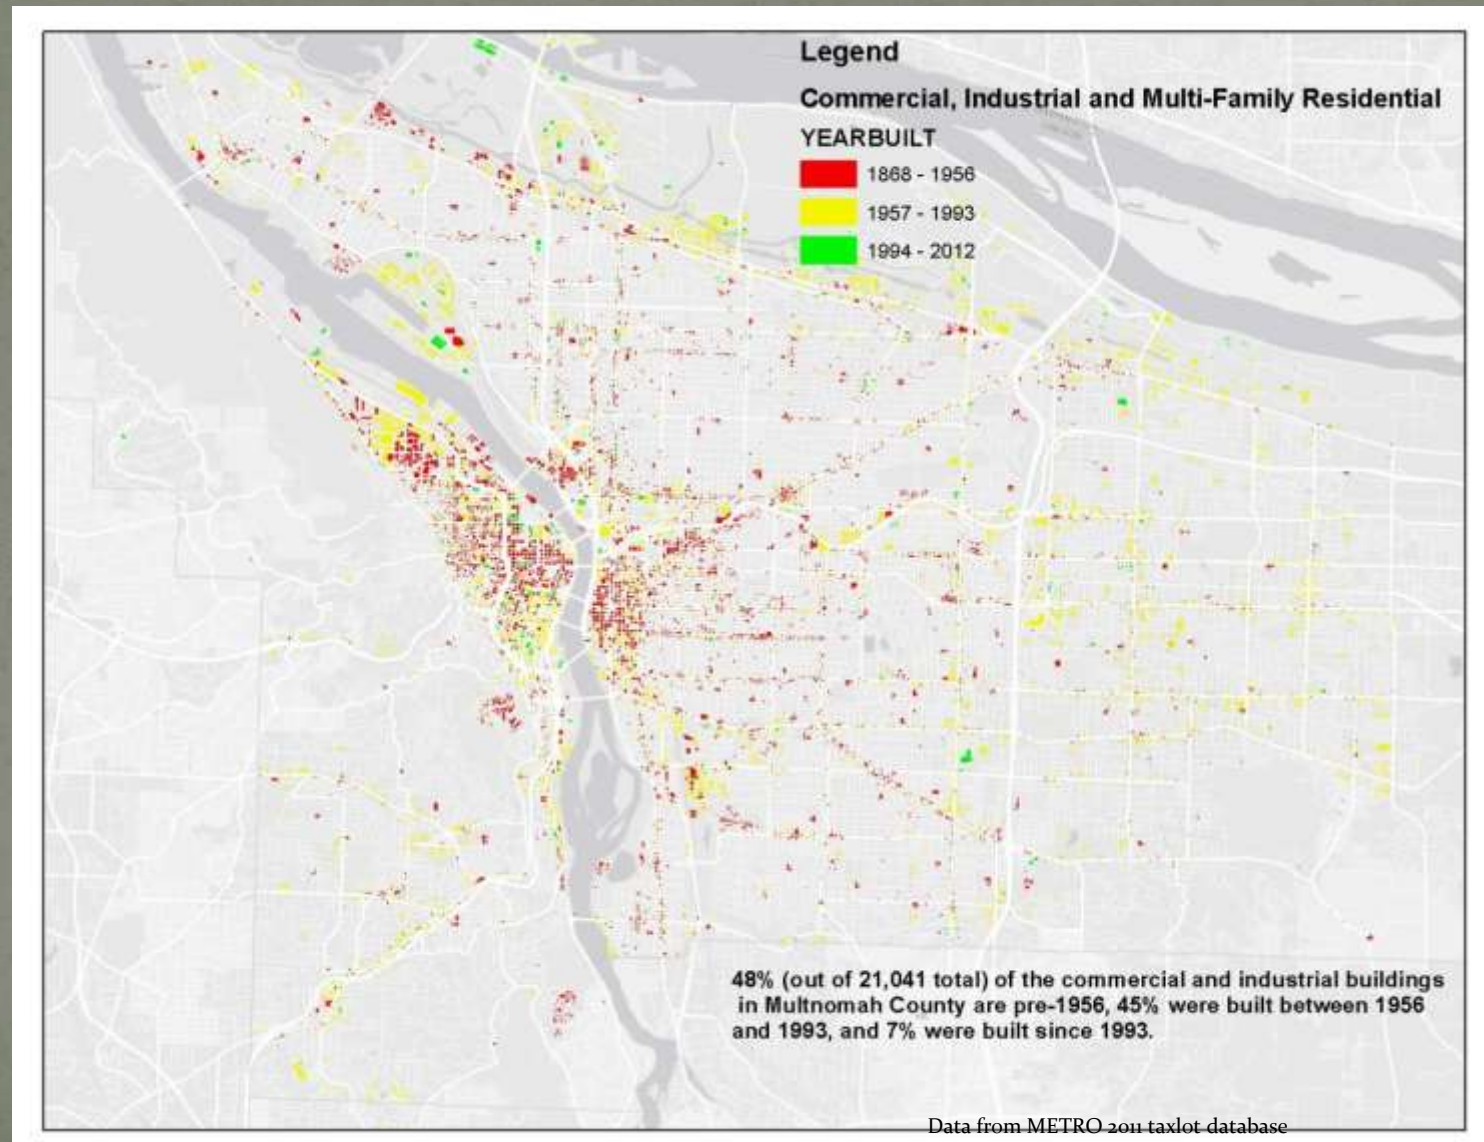 Legend
Commercial, Industrial and Multi-Family Residential
YEARBUILT
1868 - 1956
1957 - 1993
1994 - 2012
48% (out of 21,041 total) of the commercial and industrial buildings
in Multnomah County are pre-1956, 45% were built between 1956
and 1993, and 7% were built since 1993.
Data from METRO 2011 taxlot database